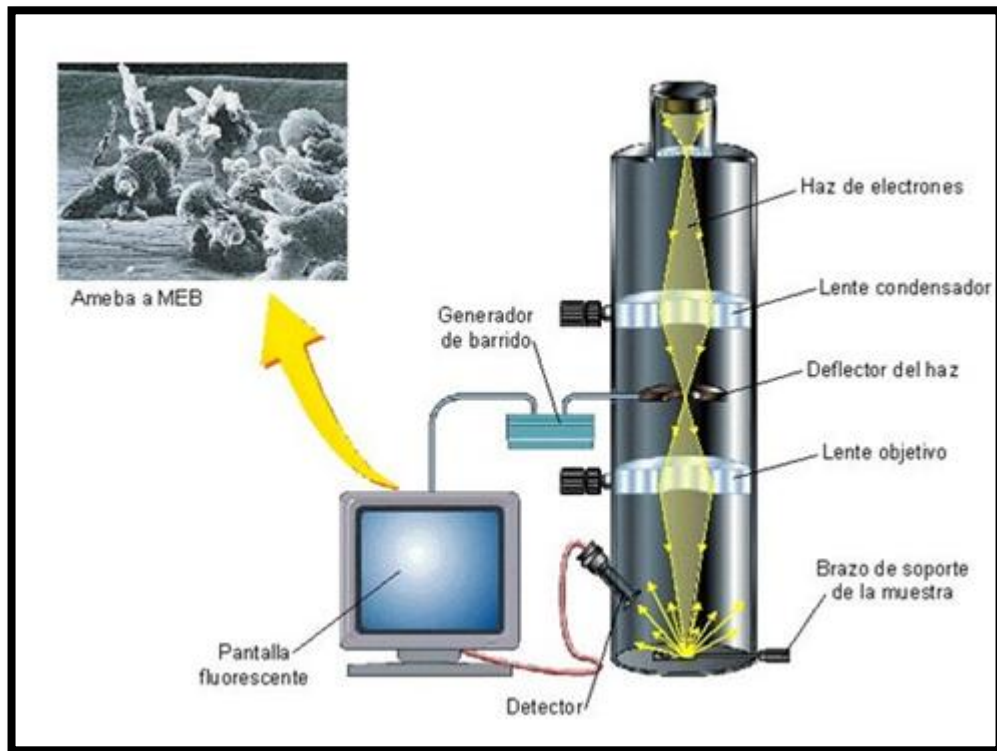 Ameba a MEB
Generador
de barrido
Haz de electrones
Lente condensador
Deflector del haz
Lente objetivo
Brazo de soporte
de la muestra
Pantalla
fluorescente
Detector